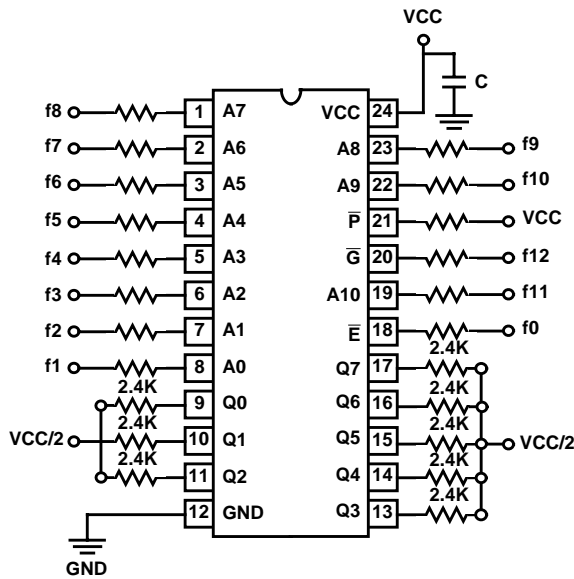 VCC
C
f8 1 A7 VCC 24
f7 2 A6 A8 23 f9
f6 3 A5 A9 22 f10
f5 4 A4 P̅ 21 VCC
f4 5 A3 G̅ 20 f12
f3 6 A2 A10 19 f11
f2 7 A1 E̅ 18 f0
2.4K
f1 8 A0 Q7 17
2.4K 2.4K
9 Q0 Q6 16
2.4K 2.4K
VCC/2 10 Q1 Q5 15 VCC/2
2.4K 2.4K
11 Q2 Q4 14
2.4K
12 GND Q3 13
GND